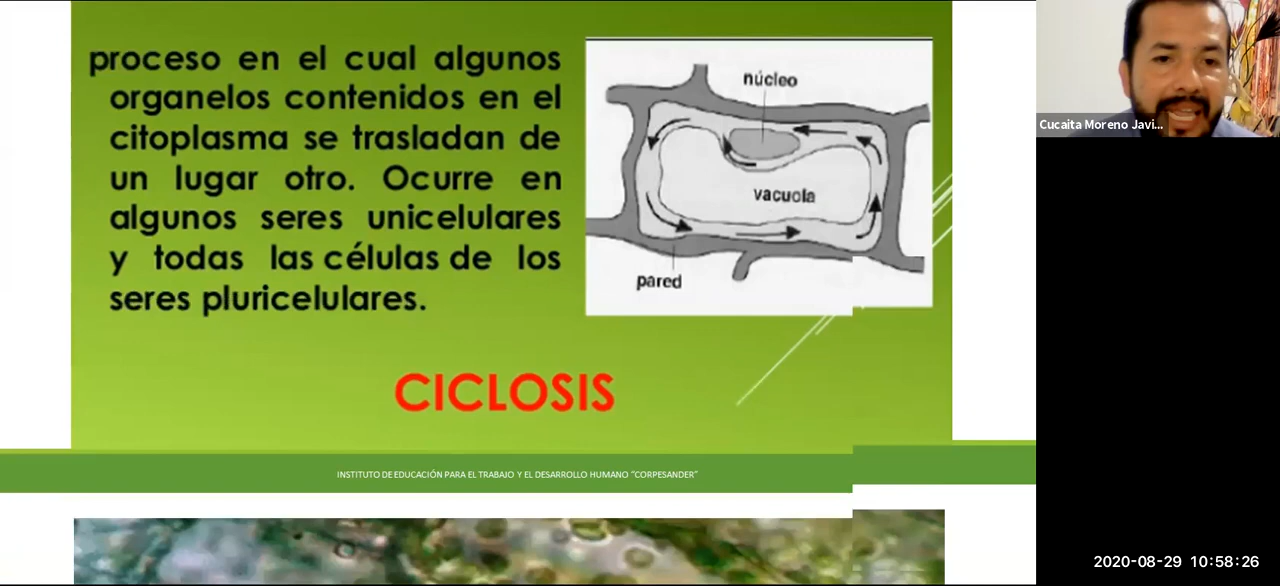 proceso en el cual algunos
organelos contenidos en el
citoplasma se trasladan de
un lugar otro. Ocurre en
algunos seres unicelulares
y todas las células de los
seres pluricelulares.
núcleo
vacuola
pared
CICLOSIS
INSTITUTO DE EDUCACIÓN PARA EL TRABAJO Y EL DESARROLLO HUMANO "CORPESANDER"
Cucaita Moreno Javi...
2020-08-29 10:58:26